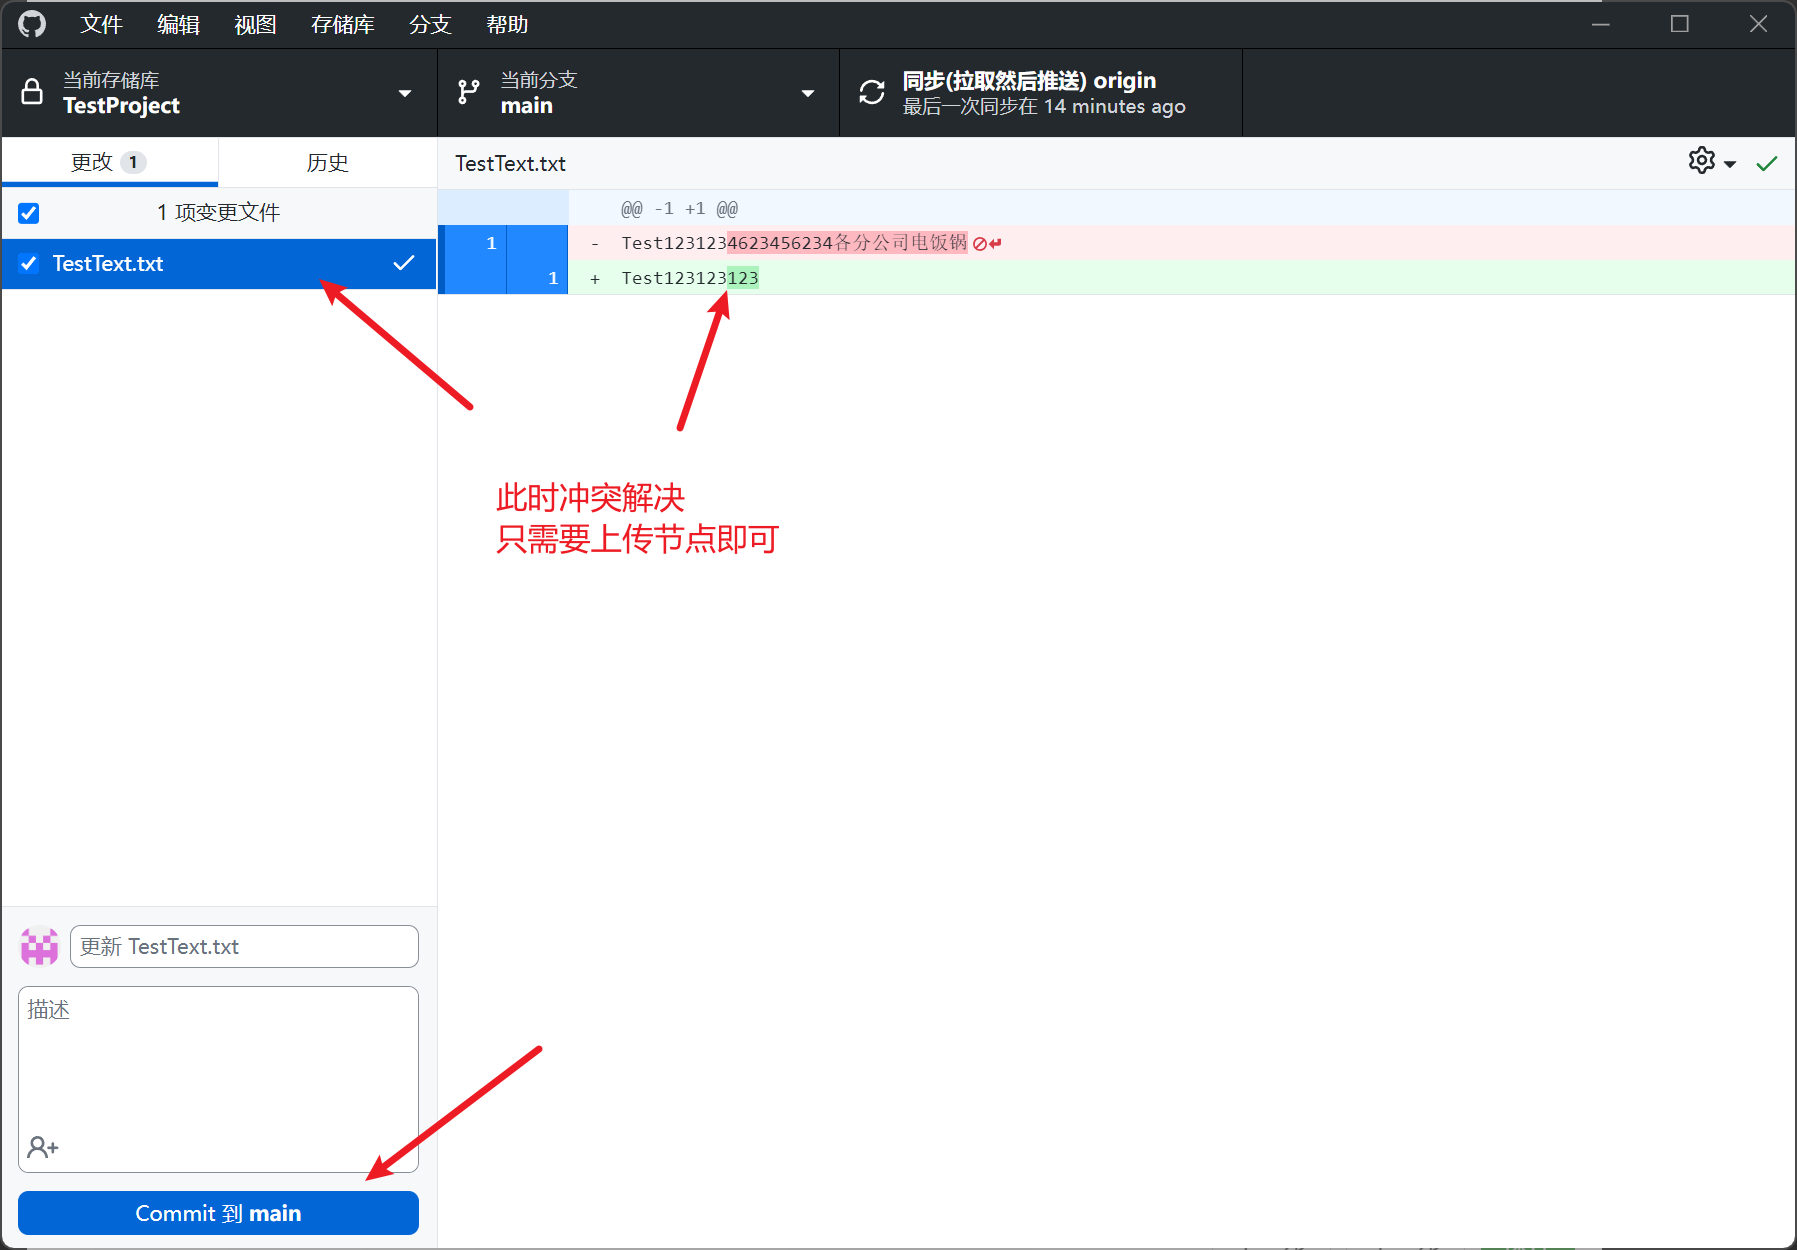 文件 编辑 视图 存储库 分支 帮助
当前存储库
TestProject
当前分支
main
同步(拉取然后推送) origin
最后一次同步在 14 minutes ago
更改 1
历史
TestText.txt
1 项变更文件
TestText.txt
@@ -1 +1 @@
1 - Test1231234623456234各分公司电饭锅
1 + Test123123123
此时冲突解决
只需要上传节点即可
更新 TestText.txt
描述
Commit 到 main